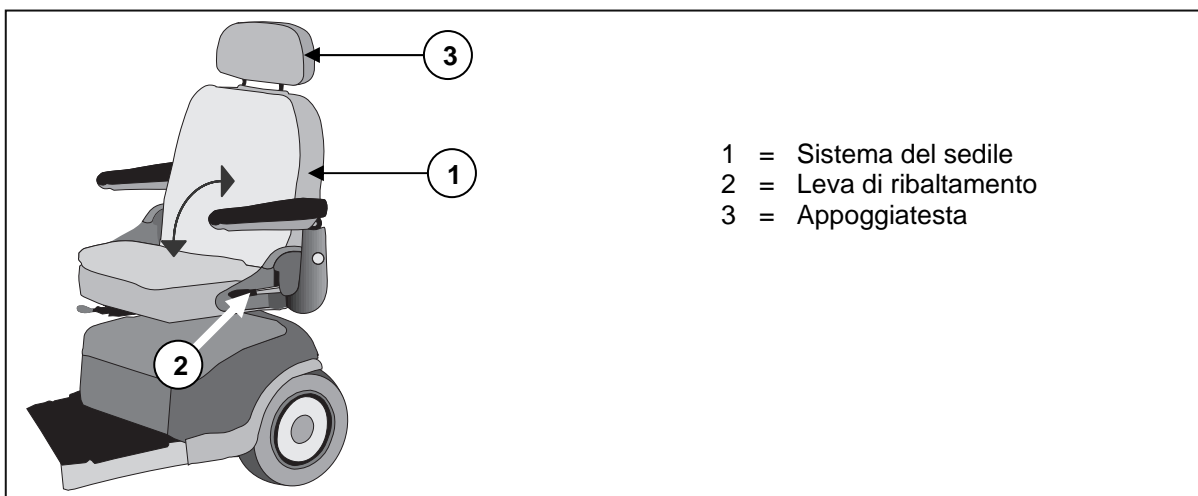 3
1
2
1 = Sistema del sedile
2 = Leva di ribaltamento
3 = Appoggiatesta